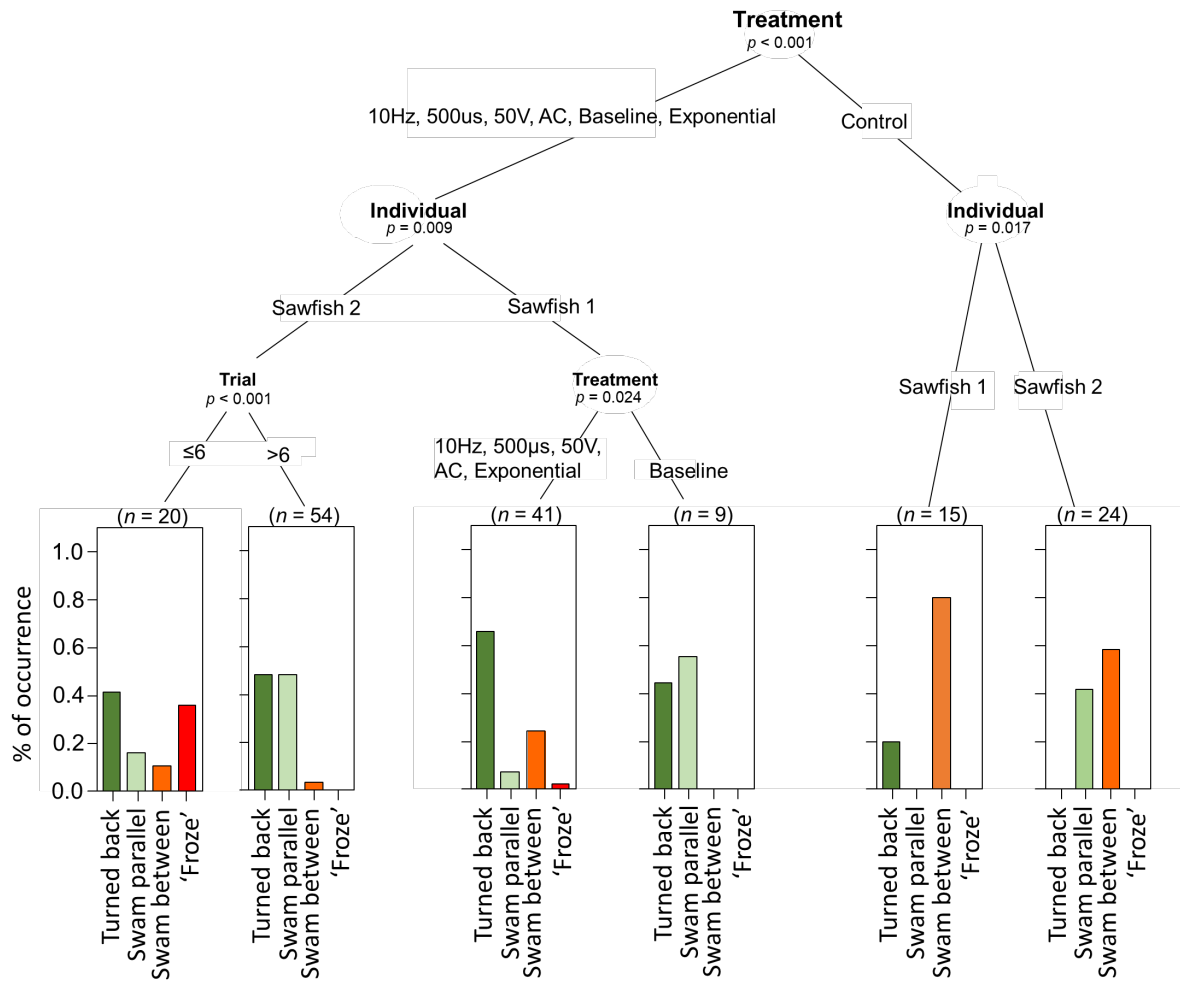 Treatment
p < 0.001
10Hz, 500us, 50V, AC, Baseline, Exponential
Control
Individual
p = 0.009
Individual
p = 0.017
Sawfish 2
Sawfish 1
Trial
p < 0.001
Treatment
p = 0.024
Sawfish 1
Sawfish 2
≤6
>6
10Hz, 500µs, 50V,
AC, Exponential
Baseline
(n = 20)
(n = 54)
(n = 41)
(n = 9)
(n = 15)
(n = 24)
% of occurrence
1.0
0.8
0.6
0.4
0.2
0.0
Turned back
Swam parallel
Swam between
‘Froze’
Turned back
Swam parallel
Swam between
‘Froze’
Turned back
Swam parallel
Swam between
‘Froze’
Turned back
Swam parallel
Swam between
‘Froze’
Turned back
Swam parallel
Swam between
‘Froze’
Turned back
Swam parallel
Swam between
‘Froze’